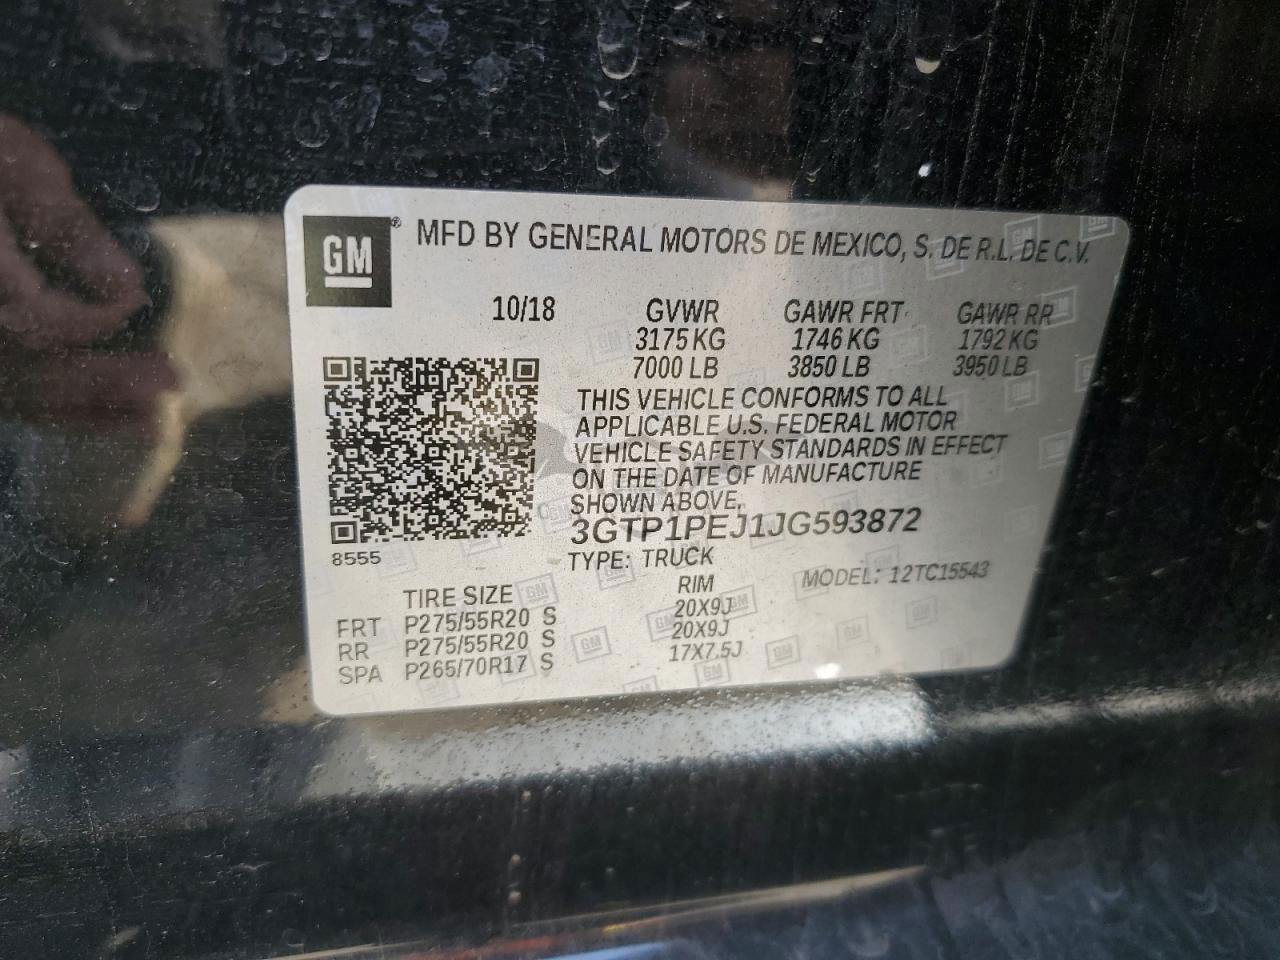 GM ® MFD BY GENERAL MOTORS DE MEXICO, S. DE R.L. DE C.V.
10/18 GVWR GAWR FRT GAWR RR
3175 KG 1746 KG 1792 KG
7000 LB 3850 LB 3950 LB
THIS VEHICLE CONFORMS TO ALL
APPLICABLE U.S. FEDERAL MOTOR
VEHICLE SAFETY STANDARDS IN EFFECT
ON THE DATE OF MANUFACTURE
SHOWN ABOVE.
3GTP1PEJ1JG593872
8555
TYPE: TRUCK MODEL: 12TC15543
TIRE SIZE RIM
FRT P275/55R20 S 20X9J
RR P275/55R20 S 20X9J
SPA P265/70R17 S 17X7.5J